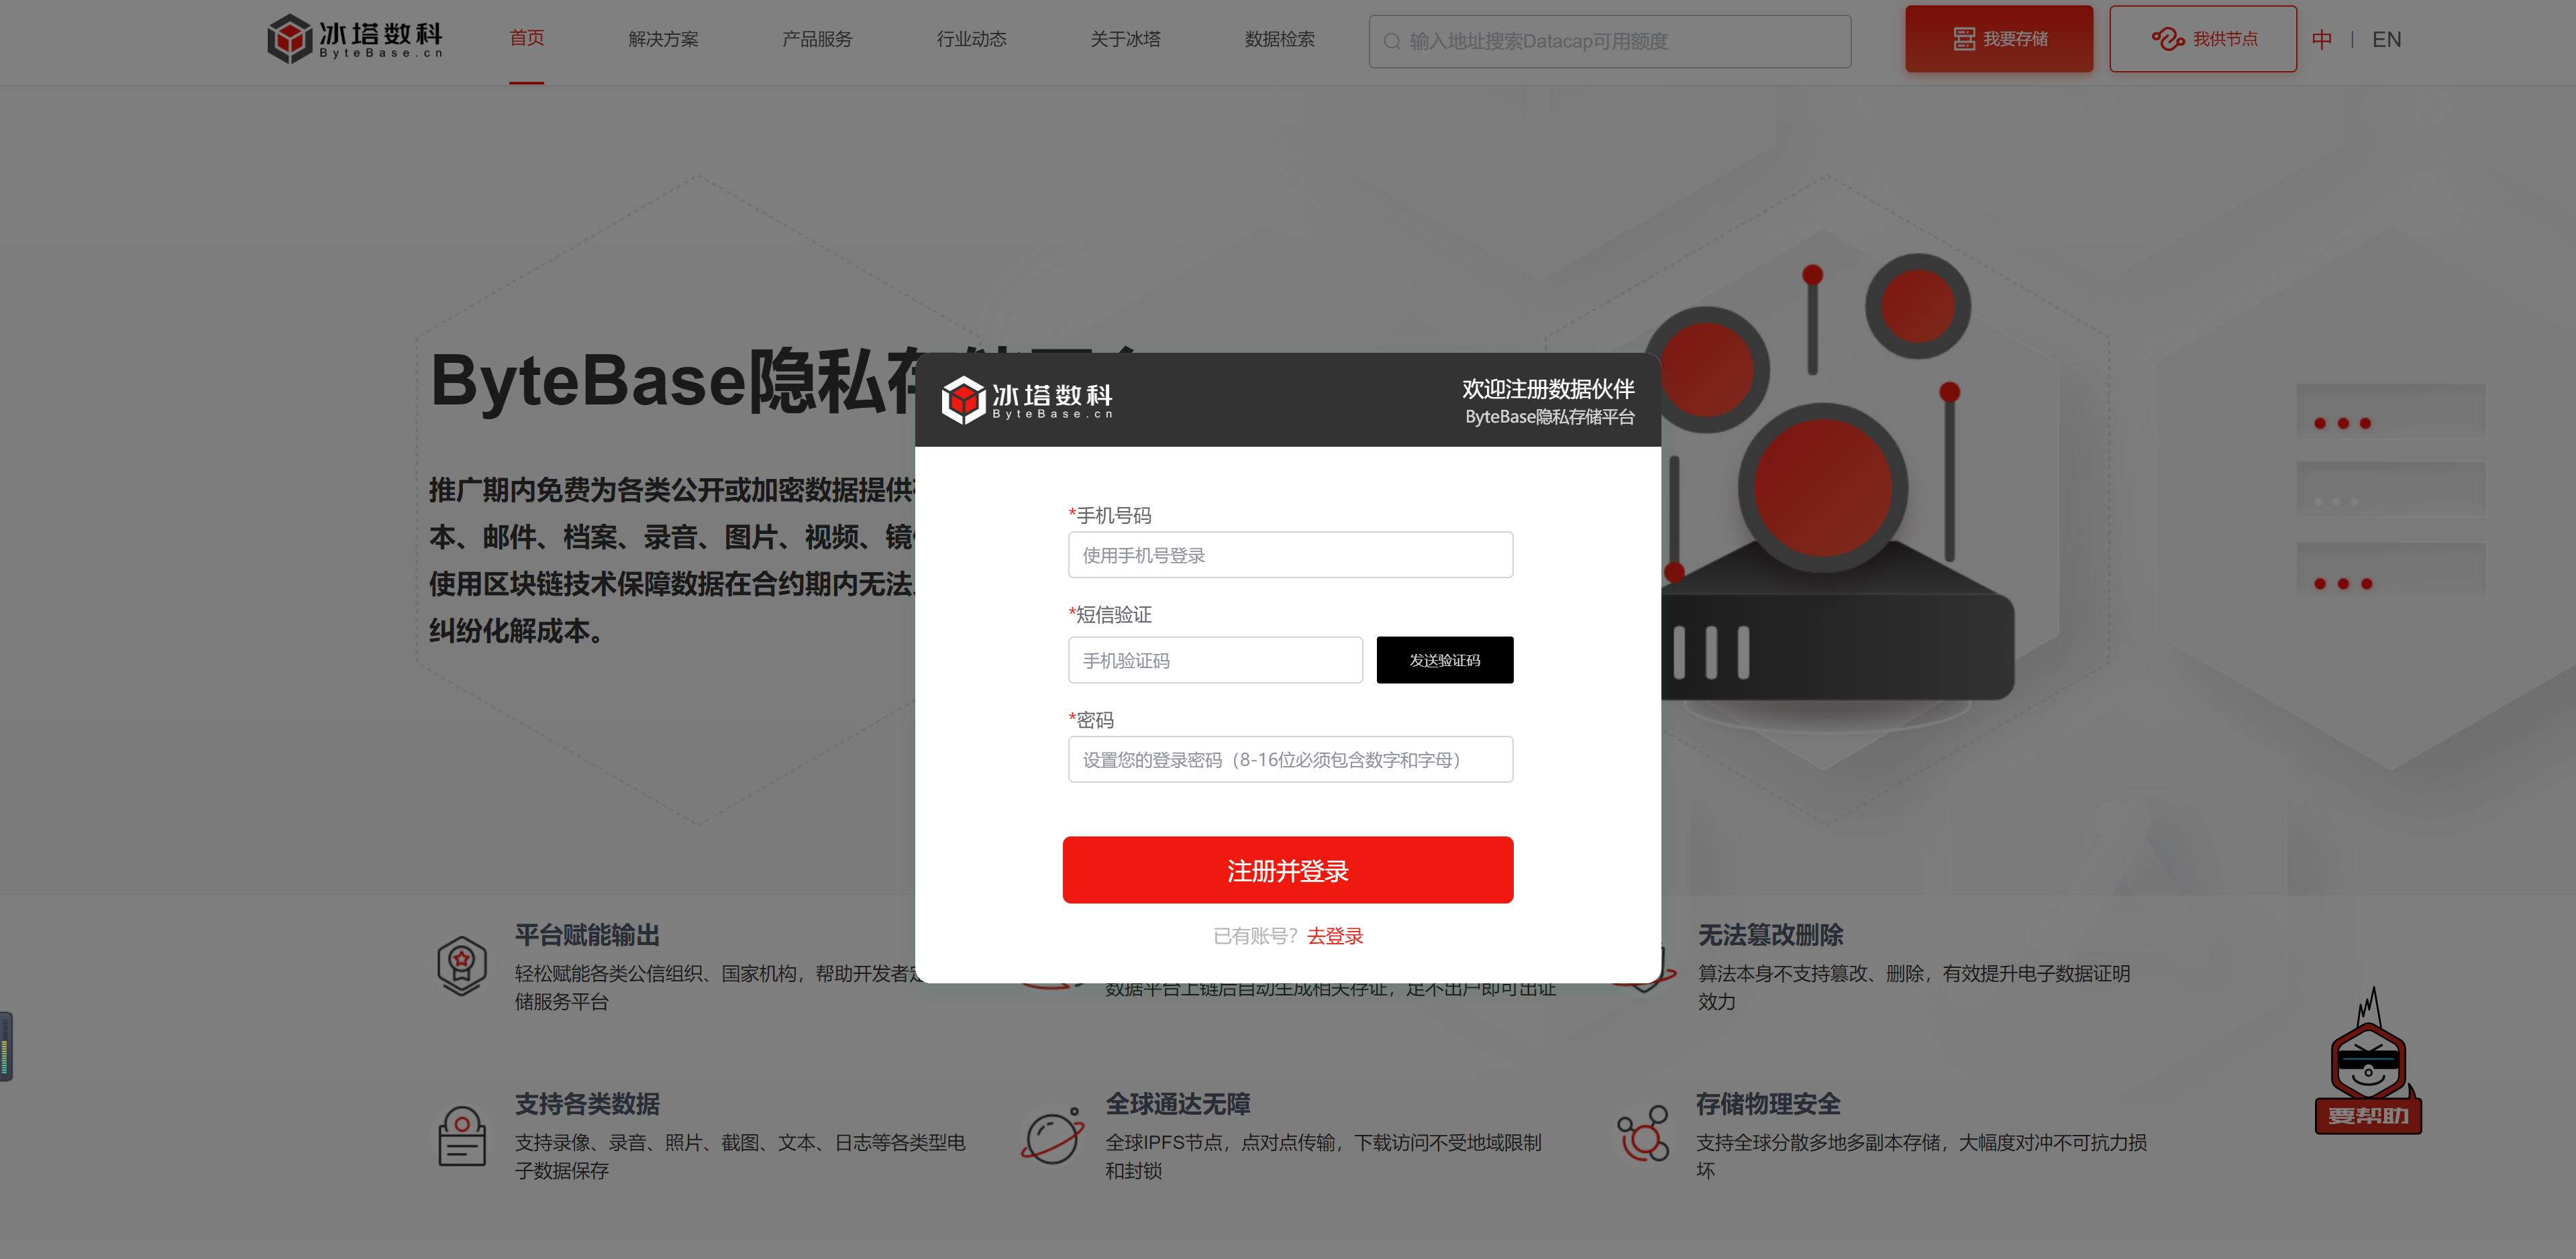 冰塔数科
ByteBase.cn
首页
解决方案
产品服务
行业动态
关于冰塔
数据检索
输入地址搜索Datacap可用额度
我要存储
我供节点
中 | EN
ByteBase隐私存
推广期内免费为各类公开或加密数据提供
本、邮件、档案、录音、图片、视频、镜
使用区块链技术保障数据在合约期内无法
纠纷化解成本。
冰塔数科
ByteBase.cn
欢迎注册数据伙伴
ByteBase隐私存储平台
*手机号码
使用手机号登录
*短信验证
手机验证码
发送验证码
*密码
设置您的登录密码（8-16位必须包含数字和字母）
注册并登录
已有账号？去登录
平台赋能输出
轻松赋能各类公信组织、国家机构，帮助开发者
储服务平台
数据平台上链后自动生成相关存证，足不出户即可出证
无法篡改删除
算法本身不支持篡改、删除，有效提升电子数据证明
效力
支持各类数据
支持录像、录音、照片、截图、文本、日志等各类型电
子数据保存
全球通达无障
全球IPFS节点，点对点传输，下载访问不受地域限制
和封锁
存储物理安全
支持全球分散多地多副本存储，大幅度对冲不可抗力损
坏
要帮助